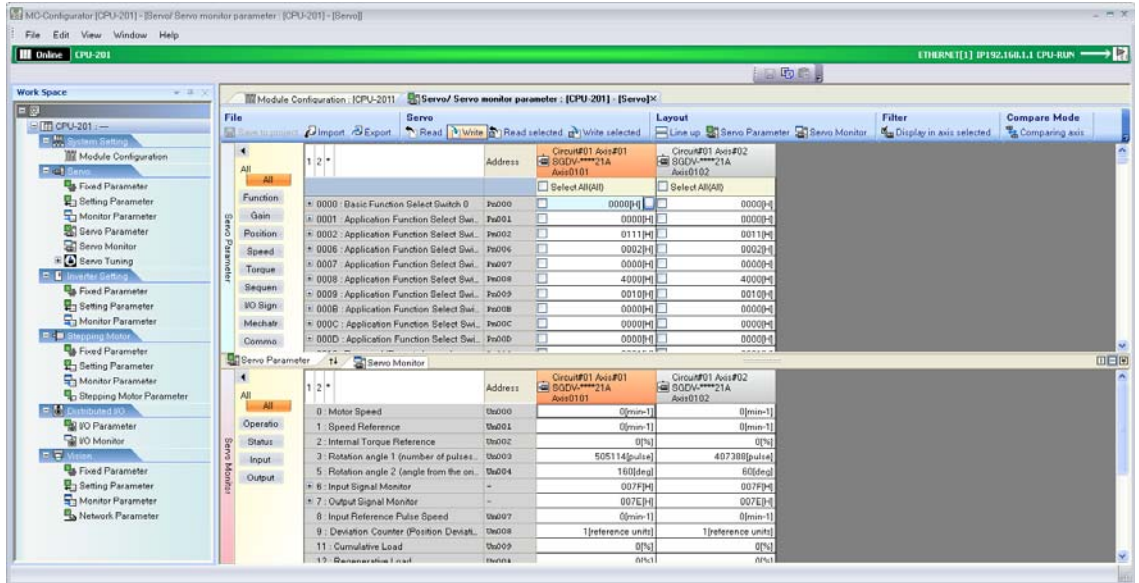 MC-Configurator [CPU-201] - [Servo/ Servo monitor parameter : [CPU-201] - [Servo]]
File Edit View Window Help
Online CPU-201 ETHERNET[1] IP192.168.1.1 CPU-RUN
Work Space
Module Configuration : [CPU-201] Servo/ Servo monitor parameter : [CPU-201] - [Servo]×
File Servo Layout Filter Compare Mode
Save to project Import Export Read Write Read selected Write selected Line up Servo Parameter Servo Monitor Display in axis selected Comparing axis
CPU-201 : ---
System Setting
Module Configuration
Servo
Fixed Parameter
Setting Parameter
Monitor Parameter
Servo Parameter
Servo Monitor
Servo Tuning
Inverter Setting
Fixed Parameter
Setting Parameter
Monitor Parameter
Stepping Motor
Fixed Parameter
Setting Parameter
Monitor Parameter
Stepping Motor Parameter
Distributed I/O
I/O Parameter
I/O Monitor
Vision
Fixed Parameter
Setting Parameter
Monitor Parameter
Network Parameter
Servo Parameter
All
All
Function
Gain
Position
Speed
Torque
Sequen
I/O Sign
Mechatr
Commo
1 2 * Address Circuit#01 Axis#01 Circuit#01 Axis#02
SGDV-****21A SGDV-****21A
Axis0101 Axis0102
Select All(All) Select All(All)
0000 : Basic Function Select Switch 0 Pn000 0000[H] 0000[H]
0001 : Application Function Select Swi... Pn001 0000[H] 0000[H]
0002 : Application Function Select Swi... Pn002 0111[H] 0011[H]
0006 : Application Function Select Swi... Pn006 0002[H] 0002[H]
0007 : Application Function Select Swi... Pn007 0000[H] 0000[H]
0008 : Application Function Select Swi... Pn008 4000[H] 4000[H]
0009 : Application Function Select Swi... Pn009 0010[H] 0010[H]
000B : Application Function Select Swi... Pn00B 0000[H] 0000[H]
000C : Application Function Select Swi... Pn00C 0000[H] 0000[H]
000D : Application Function Select Swi... Pn00D 0000[H] 0000[H]
Servo Parameter Servo Monitor
Servo Monitor
All
All
Operatio
Status
Input
Output
1 2 * Address Circuit#01 Axis#01 Circuit#01 Axis#02
SGDV-****21A SGDV-****21A
Axis0101 Axis0102
0 : Motor Speed Un000 0[min-1] 0[min-1]
1 : Speed Reference Un001 0[min-1] 0[min-1]
2 : Internal Torque Reference Un002 0[%] 0[%]
3 : Rotation angle 1 (number of pulses... Un003 505114[pulse] 407388[pulse]
5 : Rotation angle 2 (angle from the ori... Un004 160[deg] 60[deg]
6 : Input Signal Monitor - 007F[H] 007F[H]
7 : Output Signal Monitor - 007E[H] 007E[H]
8 : Input Reference Pulse Speed Un007 0[min-1] 0[min-1]
9 : Deviation Counter (Position Deviati... Un008 1[reference units] 1[reference units]
11 : Cumulative Load Un009 0[%] 0[%]
12 : Regenerative Load Un00A 0[%] 0[%]